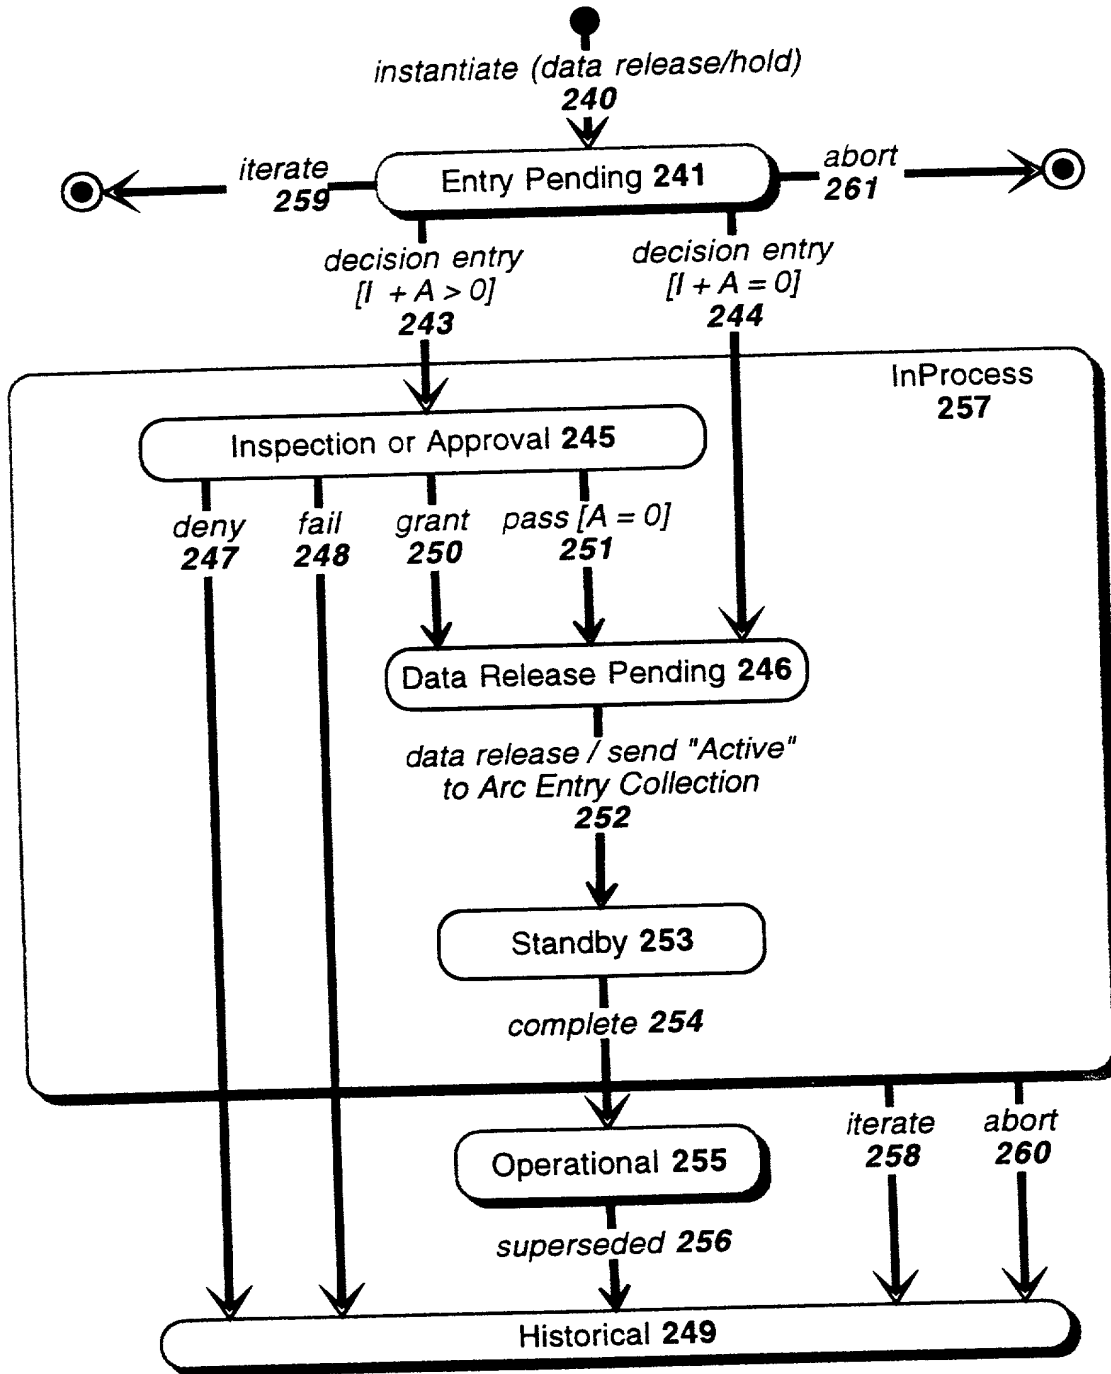 instantiate (data release/hold)
240
iterate
259
Entry Pending 241
abort
261
decision entry
[I + A > 0]
243
decision entry
[I + A = 0]
244
InProcess
257
Inspection or Approval 245
deny
247
fail
248
grant
250
pass [A = 0]
251
Data Release Pending 246
data release / send "Active"
to Arc Entry Collection
252
Standby 253
complete 254
Operational 255
iterate
258
abort
260
superseded 256
Historical 249